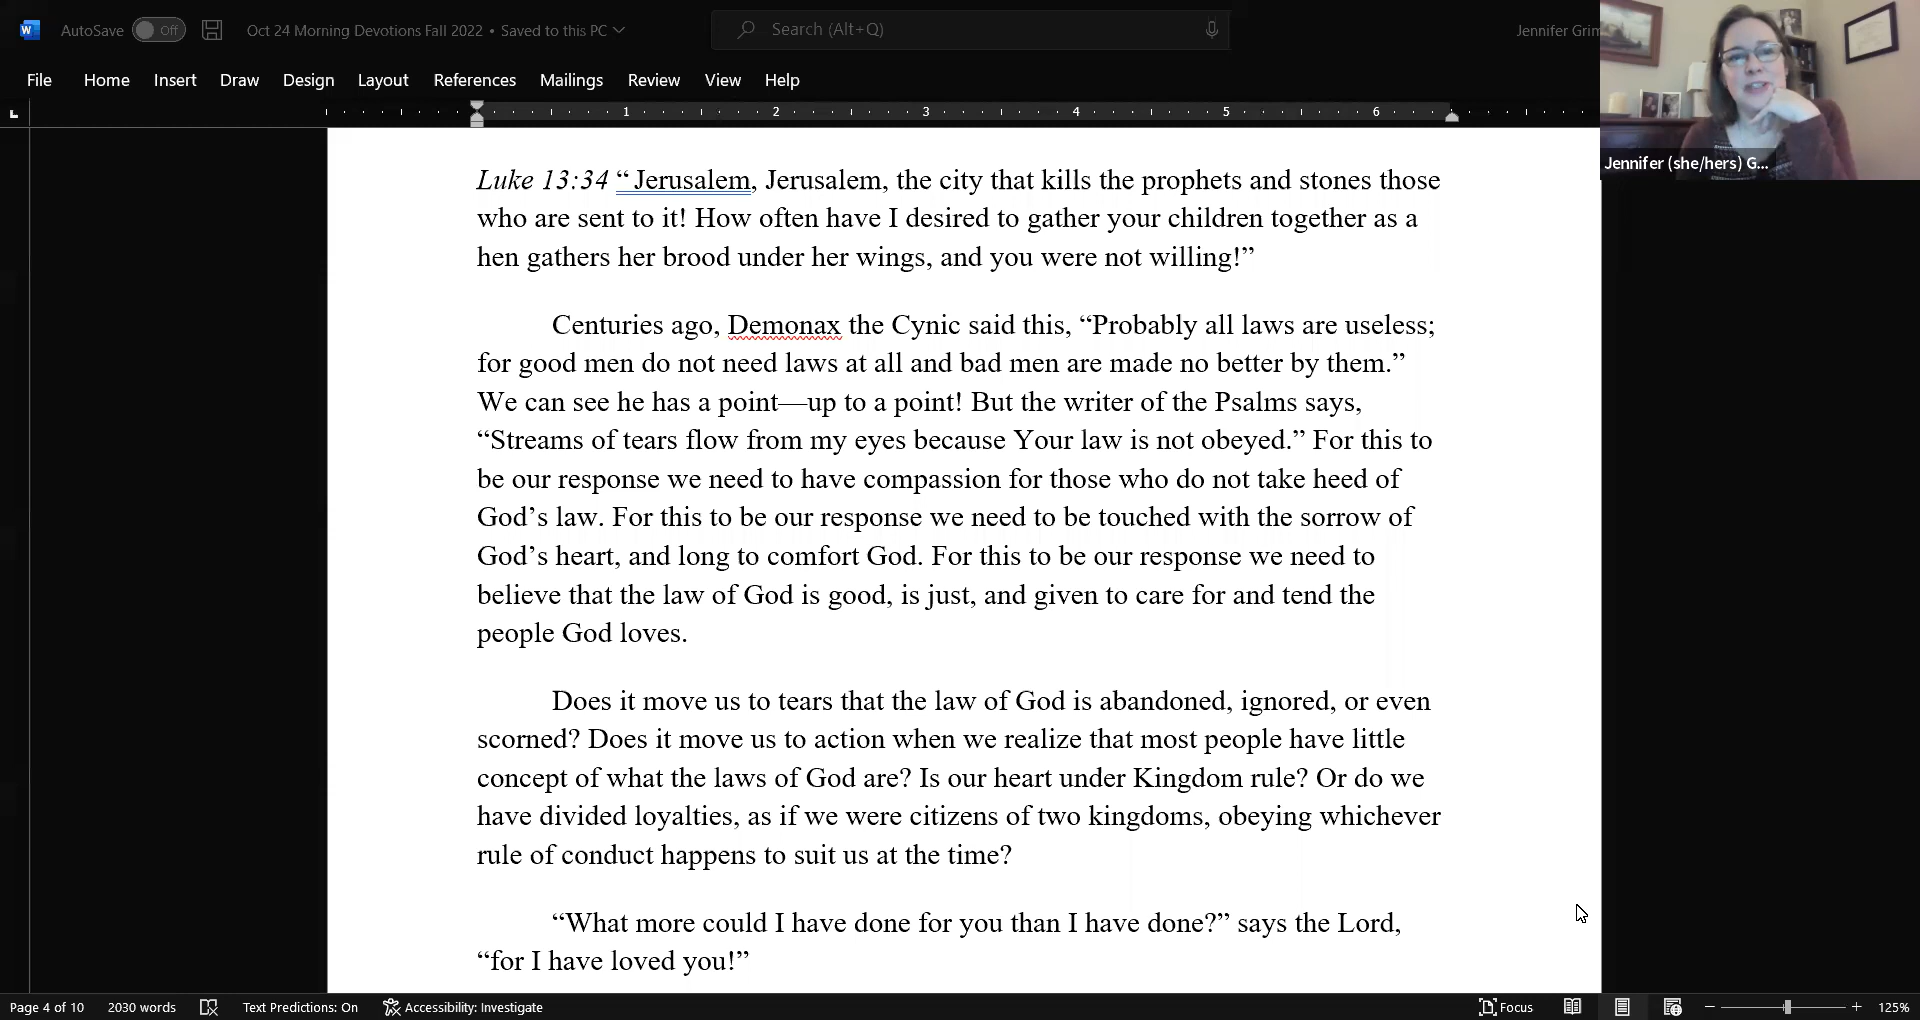 AutoSave Off Oct 24 Morning Devotions Fall 2022 • Saved to this PC Search (Alt+Q) Jennifer Grim
File Home Insert Draw Design Layout References Mailings Review View Help
Jennifer (she/hers) G...
1 2 3 4 5 6
Luke 13:34 “ Jerusalem, Jerusalem, the city that kills the prophets and stones those
who are sent to it! How often have I desired to gather your children together as a
hen gathers her brood under her wings, and you were not willing!”
Centuries ago, Demonax the Cynic said this, “Probably all laws are useless;
for good men do not need laws at all and bad men are made no better by them.”
We can see he has a point—up to a point! But the writer of the Psalms says,
“Streams of tears flow from my eyes because Your law is not obeyed.” For this to
be our response we need to have compassion for those who do not take heed of
God’s law. For this to be our response we need to be touched with the sorrow of
God’s heart, and long to comfort God. For this to be our response we need to
believe that the law of God is good, is just, and given to care for and tend the
people God loves.
Does it move us to tears that the law of God is abandoned, ignored, or even
scorned? Does it move us to action when we realize that most people have little
concept of what the laws of God are? Is our heart under Kingdom rule? Or do we
have divided loyalties, as if we were citizens of two kingdoms, obeying whichever
rule of conduct happens to suit us at the time?
“What more could I have done for you than I have done?” says the Lord,
“for I have loved you!”
Page 4 of 10 2030 words Text Predictions: On Accessibility: Investigate Focus 125%